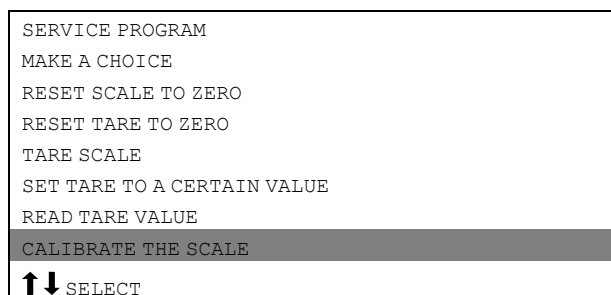 SERVICE PROGRAM
MAKE A CHOICE
RESET SCALE TO ZERO
RESET TARE TO ZERO
TARE SCALE
SET TARE TO A CERTAIN VALUE
READ TARE VALUE
CALIBRATE THE SCALE
⬆⬇ SELECT